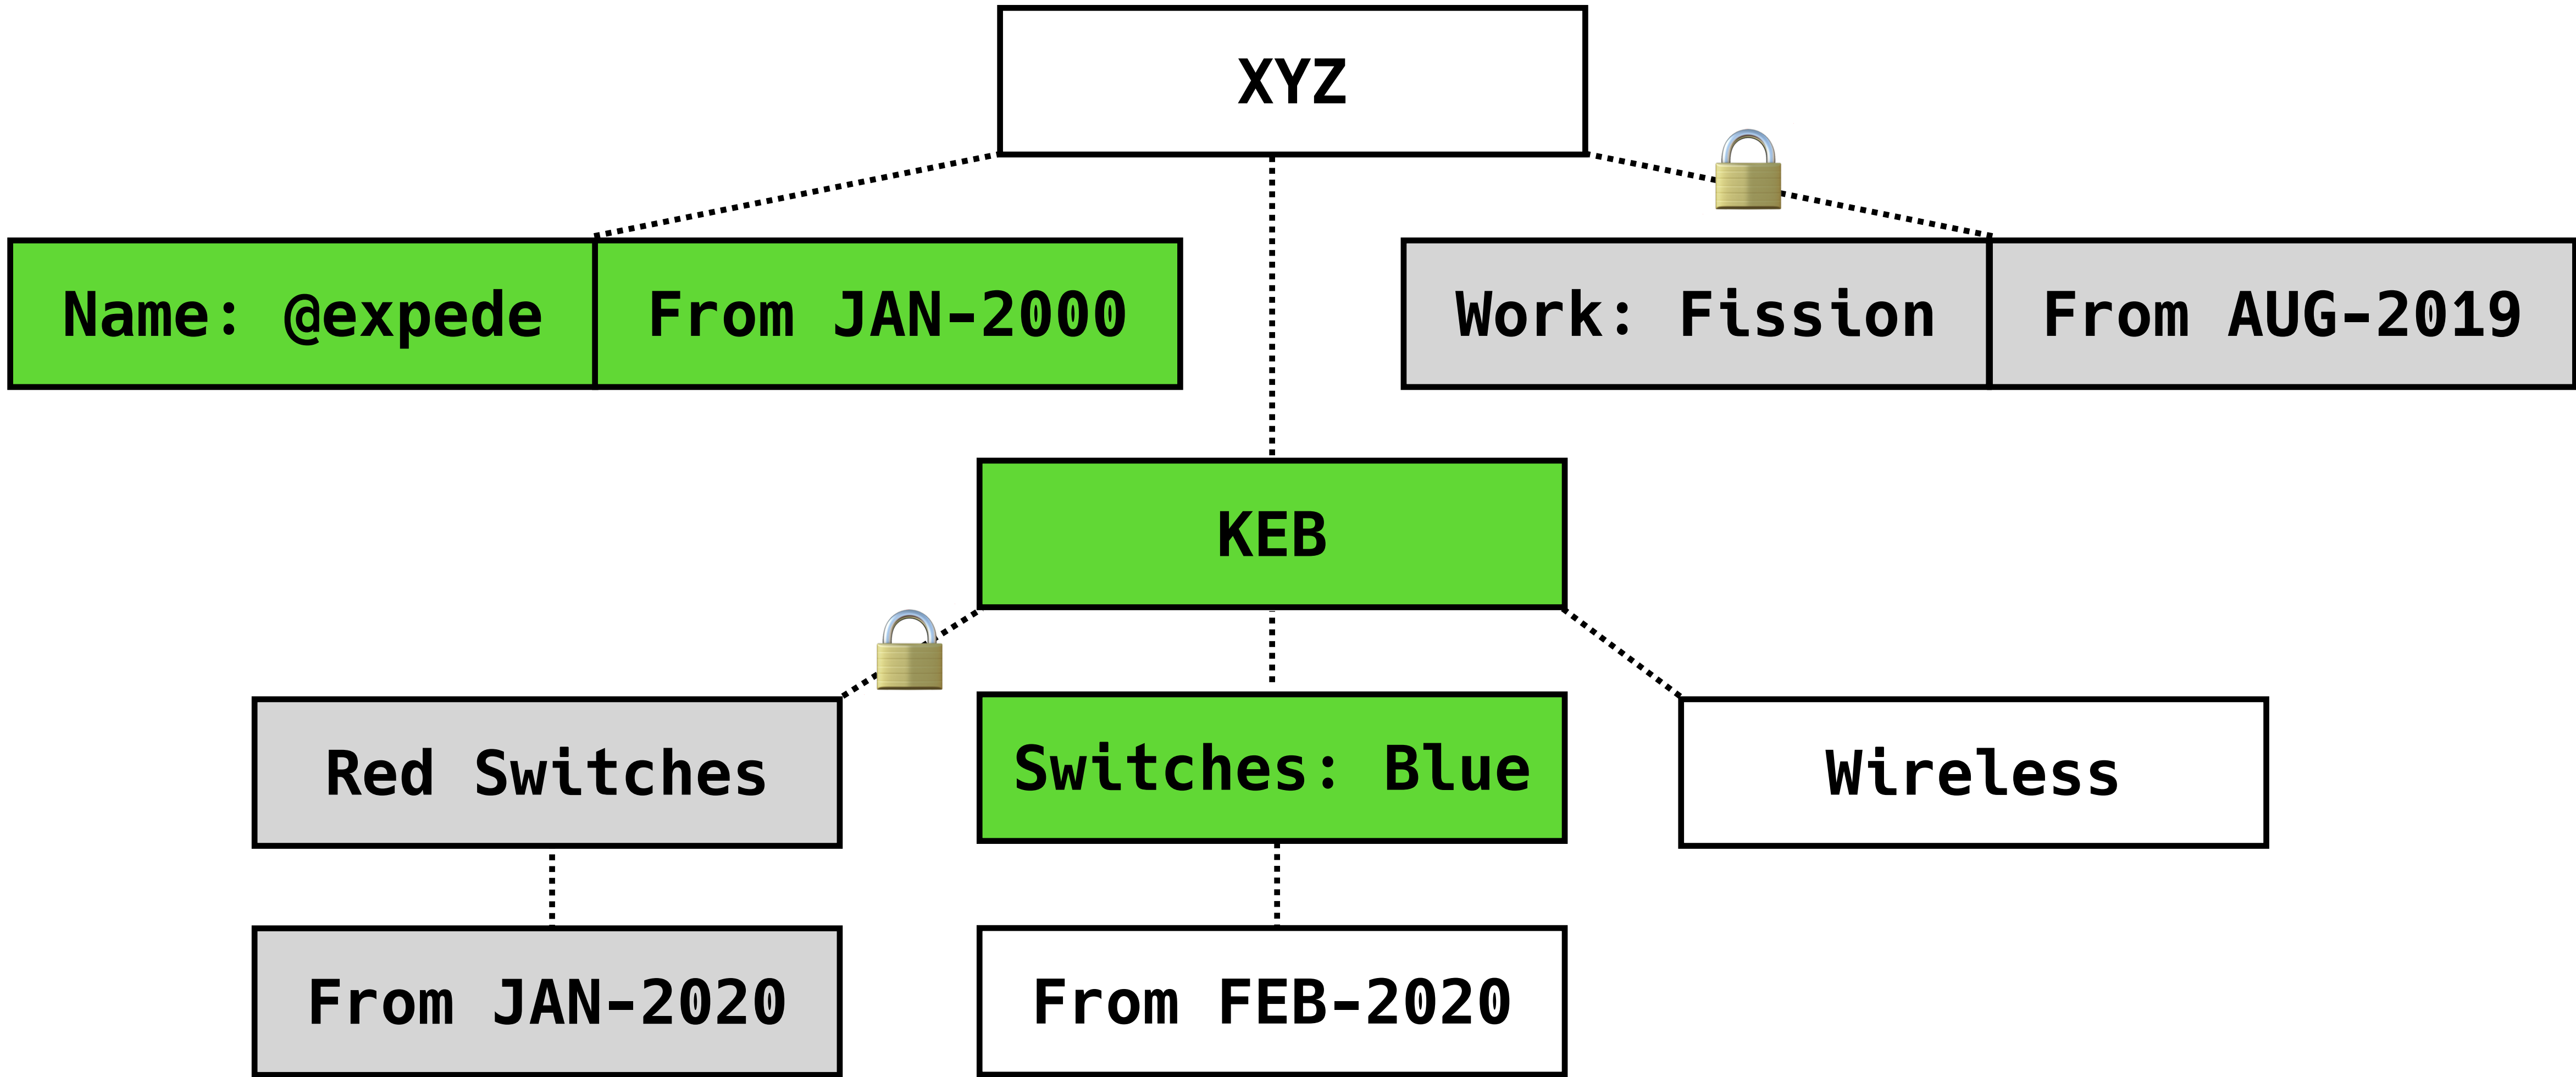 XYZ
Name: @expede
From JAN-2000
Work: Fission
From AUG-2019
KEB
Red Switches
Switches: Blue
Wireless
From JAN-2020
From FEB-2020